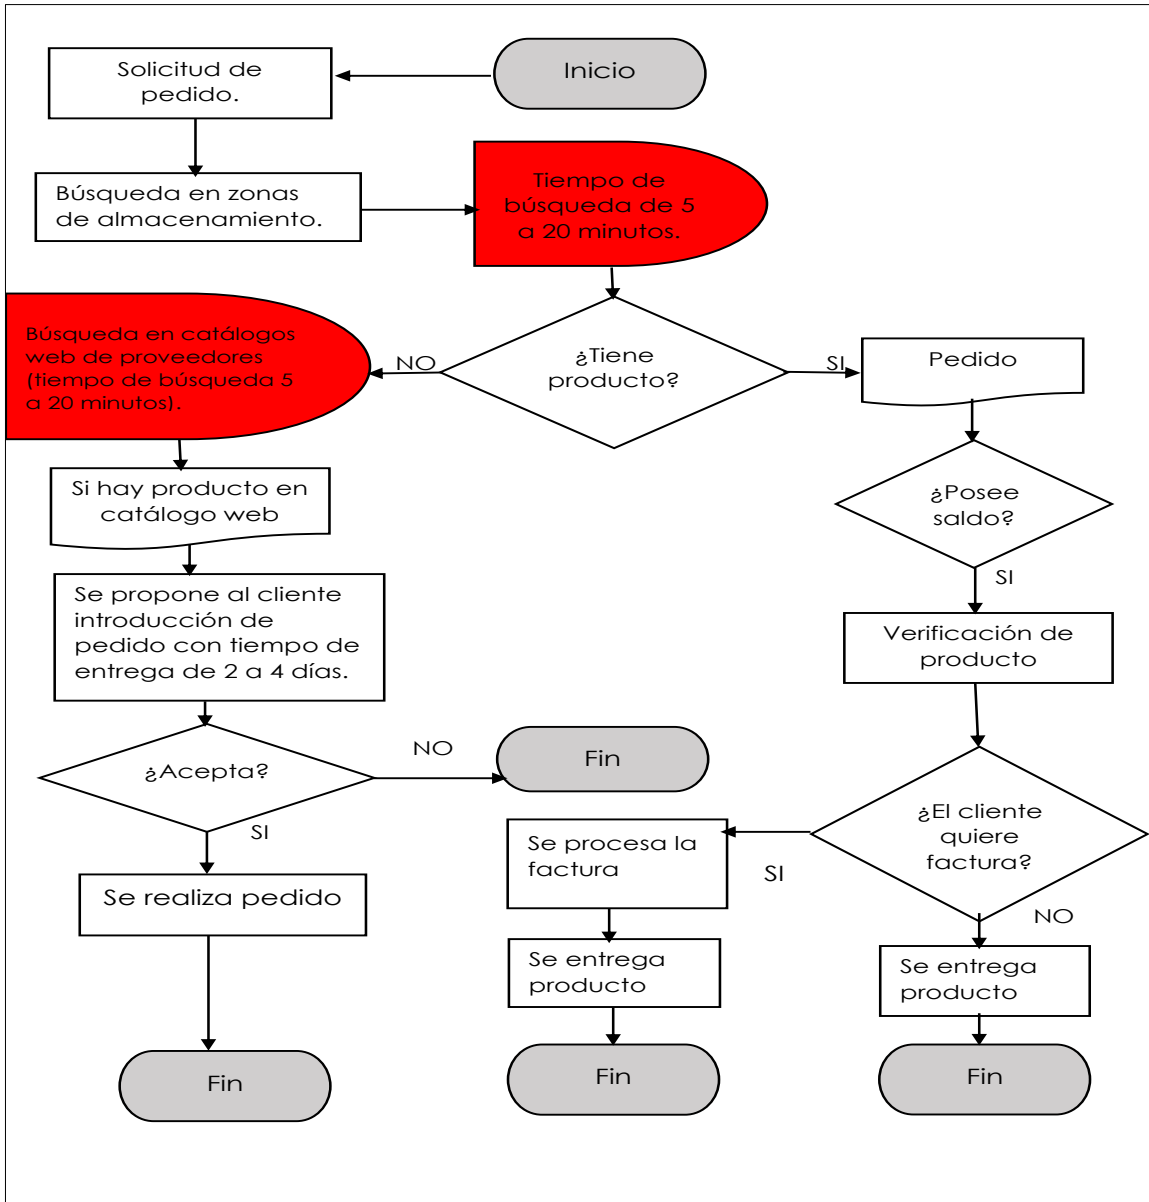 Inicio
Solicitud de
pedido.
Búsqueda en zonas
de almacenamiento.
Tiempo de
búsqueda de 5
a 20 minutos.
¿Tiene
producto?
NO
SI
Búsqueda en catálogos
web de proveedores
(tiempo de búsqueda 5
a 20 minutos).
Pedido
Si hay producto en
catálogo web
¿Posee
saldo?
SI
Se propone al cliente
introducción de
pedido con tiempo de
entrega de 2 a 4 días.
Verificación de
producto
¿Acepta?
NO
Fin
SI
¿El cliente
quiere
factura?
SI
NO
Se procesa la
factura
Se realiza pedido
Se entrega
producto
Se entrega
producto
Fin
Fin
Fin